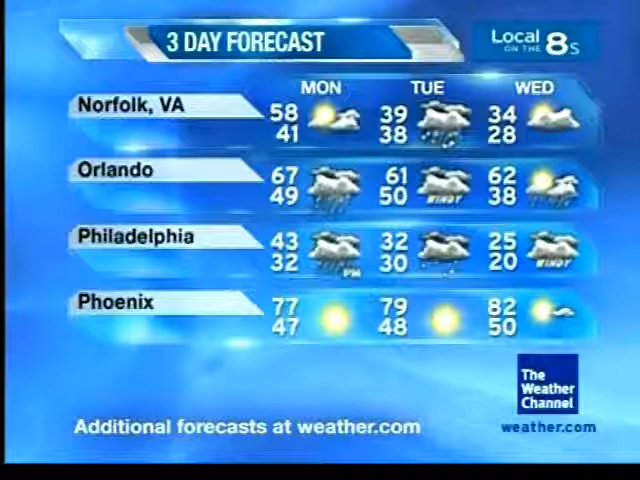 3 DAY FORECAST
Local
ON THE 8s
MON TUE WED
Norfolk, VA 58 39 34
41 38 28
Orlando 67 61 62
49 50 WINDY 38
Philadelphia 43 32 25
32 PM 30 20 WINDY
Phoenix 77 79 82
47 48 50
The
Weather
Channel
Additional forecasts at weather.com
weather.com